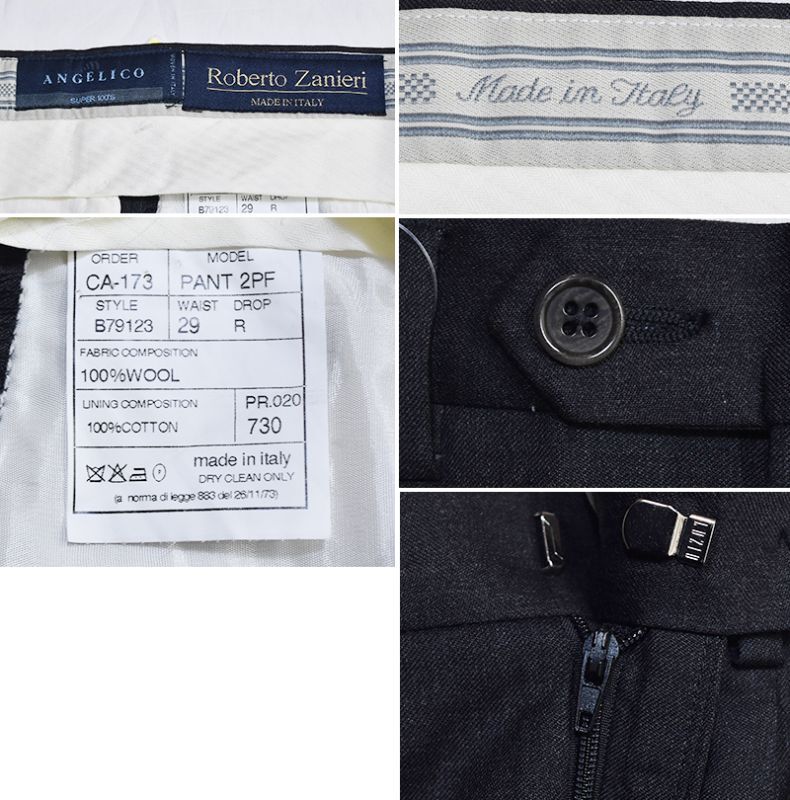 ANGELICO
SUPER 100'S
Roberto Zanieri
MADE IN ITALY
STYLE WAIST DROP
B79123 29 R
Made in Italy
ORDER MODEL
CA-173 PANT 2PF
STYLE WAIST DROP
B79123 29 R
FABRIC COMPOSITION
100%WOOL
LINING COMPOSITION PR.020
100%COTTON 730
made in italy
DRY CLEAN ONLY
(a norma di legge 883 del 26/11/73)